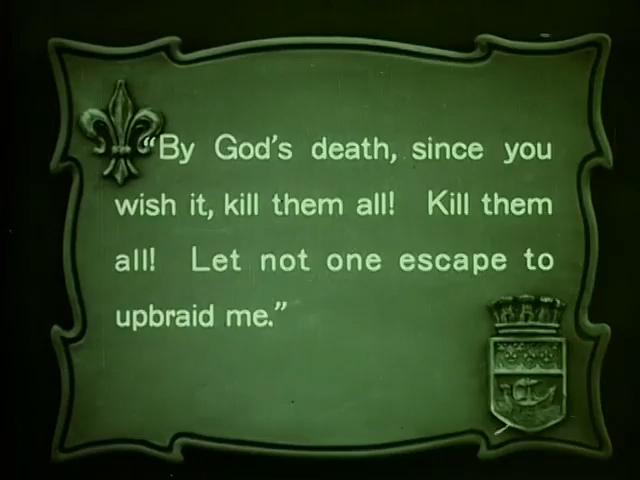 “By God's death, since you
wish it, kill them all! Kill them
all! Let not one escape to
upbraid me.”